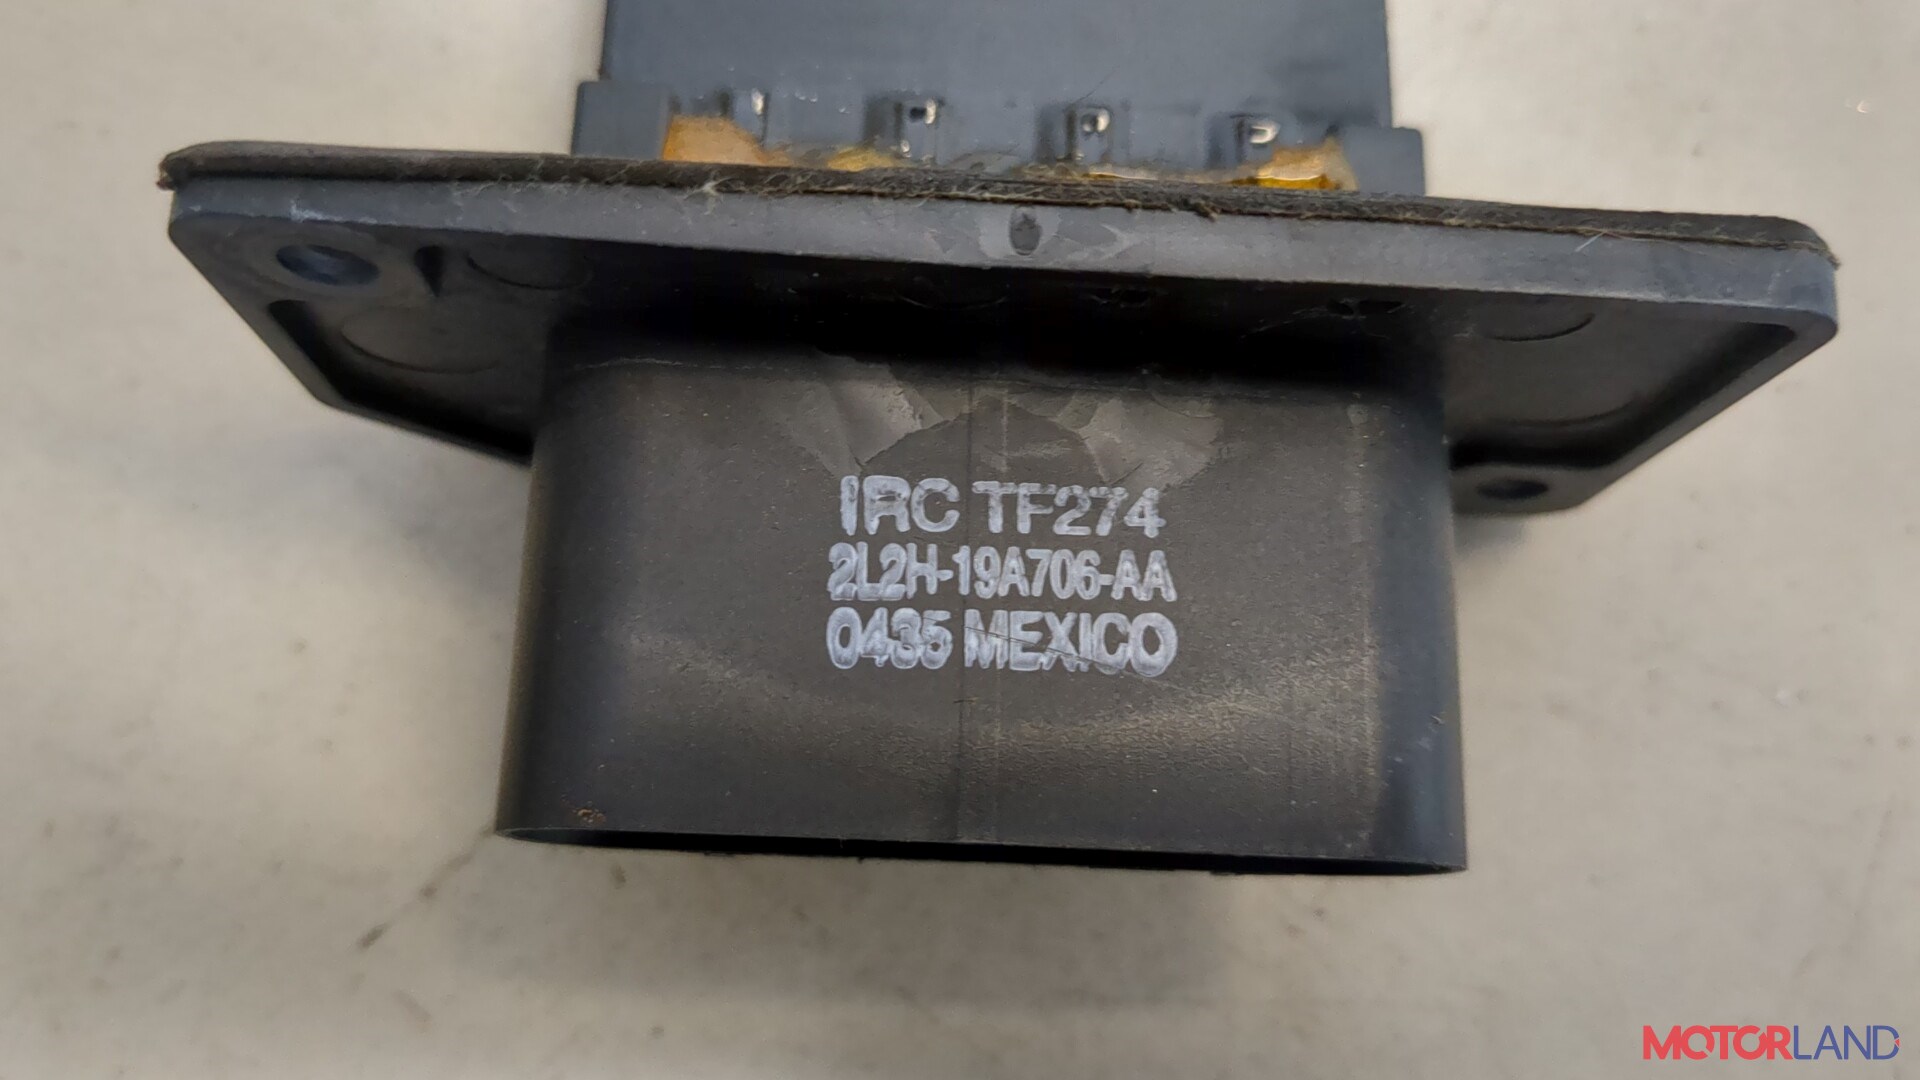 IRC TF274
2L2H-19A706-AA
0435 MEXICO
MOTORLAND